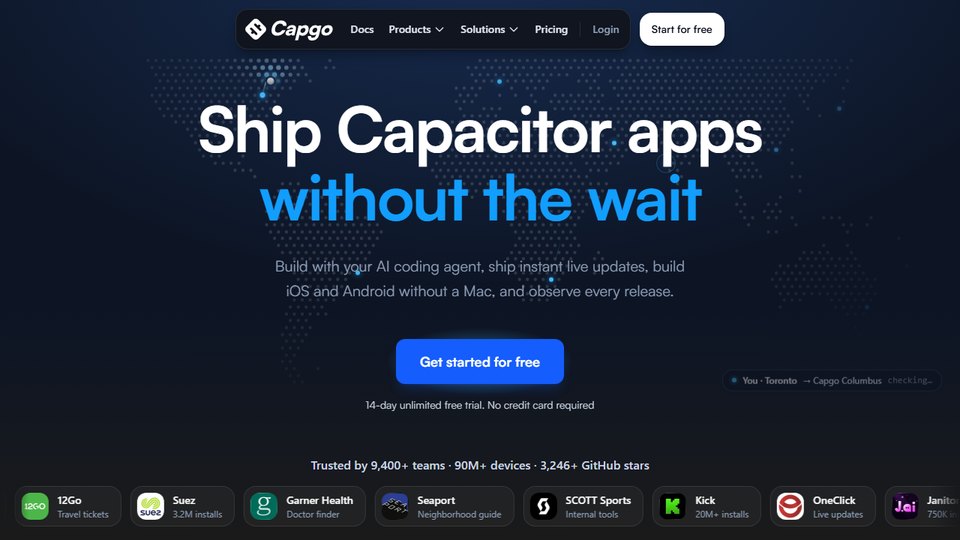 Capgo Docs Products Solutions Pricing Login Start for free
Ship Capacitor apps
without the wait
Build with your AI coding agent, ship instant live updates, build
iOS and Android without a Mac, and observe every release.
Get started for free
You · Toronto → Capgo Columbus checking…
14-day unlimited free trial. No credit card required
Trusted by 9,400+ teams · 90M+ devices · 3,246+ GitHub stars
12GO 12Go Travel tickets
suez Suez 3.2M installs
g Garner Health Doctor finder
SEAPORT Seaport Neighborhood guide
SCOTT Sports Internal tools
Kick 20M+ installs
OneClick Live updates
J.ai Janitor 750K in